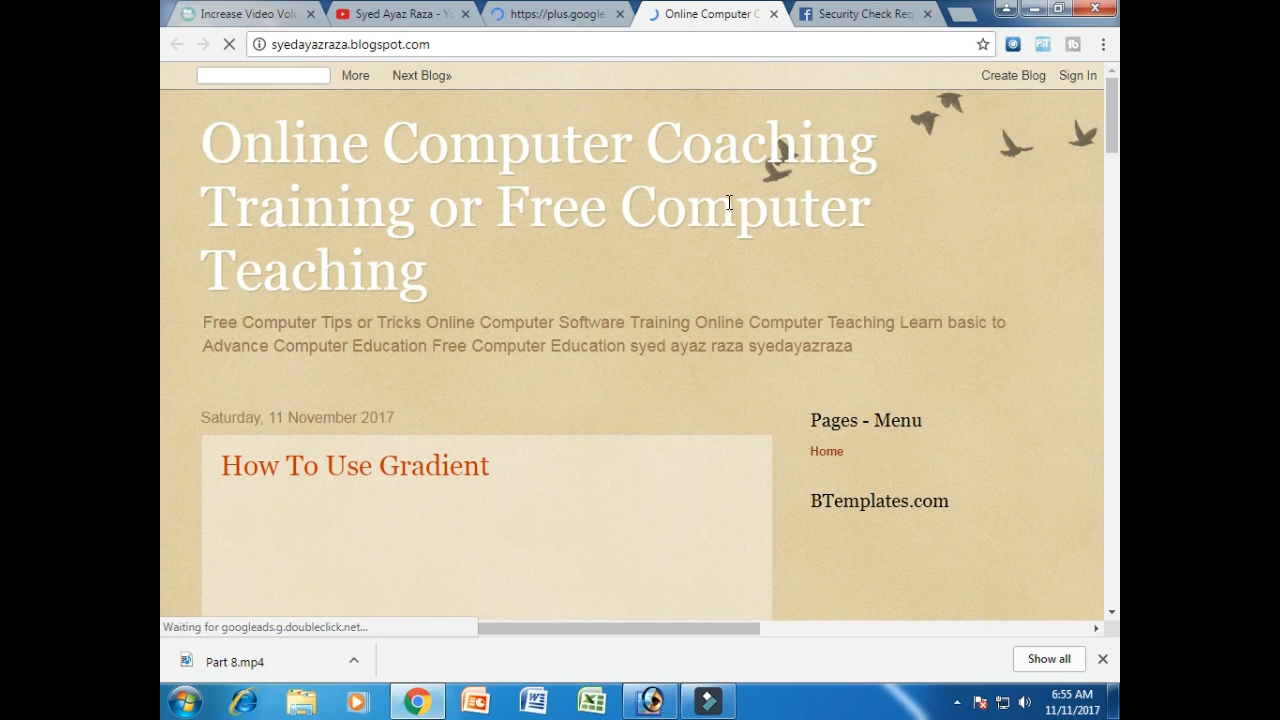 Increase Video Volu
Syed Ayaz Raza - Yo
https://plus.google.
Online Computer C
Security Check Req
syedayazraza.blogspot.com
More Next Blog» Create Blog Sign In
Online Computer Coaching
Training or Free Computer
Teaching
Free Computer Tips or Tricks Online Computer Software Training Online Computer Teaching Learn basic to
Advance Computer Education Free Computer Education syed ayaz raza syedayazraza
Saturday, 11 November 2017
How To Use Gradient
Pages - Menu
Home
BTemplates.com
Waiting for googleads.g.doubleclick.net...
Part 8.mp4
Show all
6:55 AM
11/11/2017